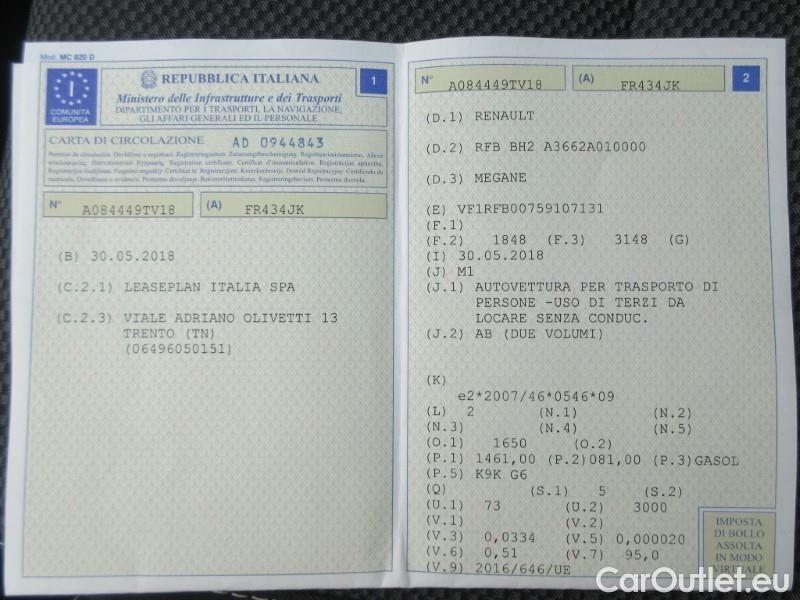 Mod. MC 820 D
I
COMUNITÀ
EUROPEA
REPUBBLICA ITALIANA
Ministero delle Infrastrutture e dei Trasporti
DIPARTIMENTO PER I TRASPORTI, LA NAVIGAZIONE,
GLI AFFARI GENERALI ED IL PERSONALE
1
CARTA DI CIRCOLAZIONE AD 0944843
N° A084449TV18 (A) FR434JK
(B) 30.05.2018
(C.2.1) LEASEPLAN ITALIA SPA
(C.2.3) VIALE ADRIANO OLIVETTI 13
TRENTO (TN)
(06496050151)
N° A084449TV18 (A) FR434JK 2
(D.1) RENAULT
(D.2) RFB BH2 A3662A010000
(D.3) MEGANE
(E) VF1RFB00759107131
(F.1)
(F.2) 1848 (F.3) 3148 (G)
(I) 30.05.2018
(J) M1
(J.1) AUTOVETTURA PER TRASPORTO DI
PERSONE -USO DI TERZI DA
LOCARE SENZA CONDUC.
(J.2) AB (DUE VOLUMI)
(K)
e2*2007/46*0546*09
(L) 2 (N.1) (N.2)
(N.3) (N.4) (N.5)
(O.1) 1650 (O.2)
(P.1) 1461,00 (P.2)081,00 (P.3)GASOL
(P.5) K9K G6
(Q) (S.1) 5 (S.2)
(U.1) 73 (U.2) 3000
(V.1) (V.2)
(V.3) 0,0334 (V.5) 0,000020
(V.6) 0,51 (V.7) 95,0
(V.9) 2016/646/UE
IMPOSTA
DI BOLLO
ASSOLTA
IN MODO
VIRTUALE
CarOutlet.eu